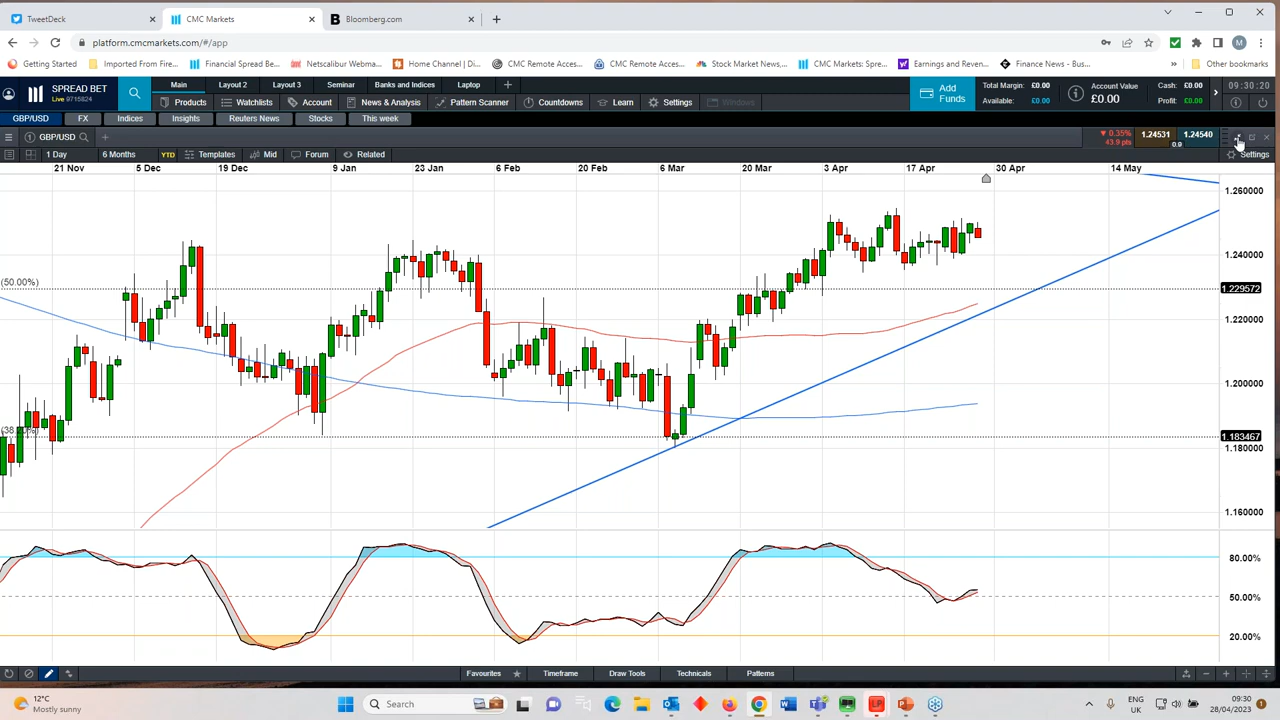 TweetDeck
CMC Markets
Bloomberg.com
platform.cmcmarkets.com/#/app
M
Getting Started
Imported From Fire...
Financial Spread Be...
Netscalibur Webma...
Home Channel | Di...
CMC Remote Acces...
CMC Remote Acces...
Stock Market News,...
CMC Markets: Spre...
Earnings and Reven...
Finance News - Bus...
Other bookmarks
SPREAD BET
Live 8715624
Main
Layout 2
Layout 3
Seminar
Banks and Indices
Laptop
Products
Watchlists
Account
News & Analysis
Pattern Scanner
Countdowns
Learn
Settings
Windows
Add Funds
Total Margin: £0.00
Available: £0.00
Account Value
£0.00
Cash: £0.00
Profit: £0.00
09:30:20
GBP/USD
FX
Indices
Insights
Reuters News
Stocks
This week
1 GBP/USD
0.35%
43.9 pts
1.24531
0.9
1.24540
1 Day
6 Months
YTD
Templates
Mid
Forum
Related
Settings
21 Nov
5 Dec
19 Dec
9 Jan
23 Jan
6 Feb
20 Feb
6 Mar
20 Mar
3 Apr
17 Apr
30 Apr
14 May
1.260000
1.240000
(50.00%)
1.229572
1.220000
1.200000
1.183467
1.180000
1.160000
80.00%
50.00%
20.00%
Favourites
Timeframe
Draw Tools
Technicals
Patterns
12°C
Mostly sunny
Search
ENG
UK
09:30
28/04/2023